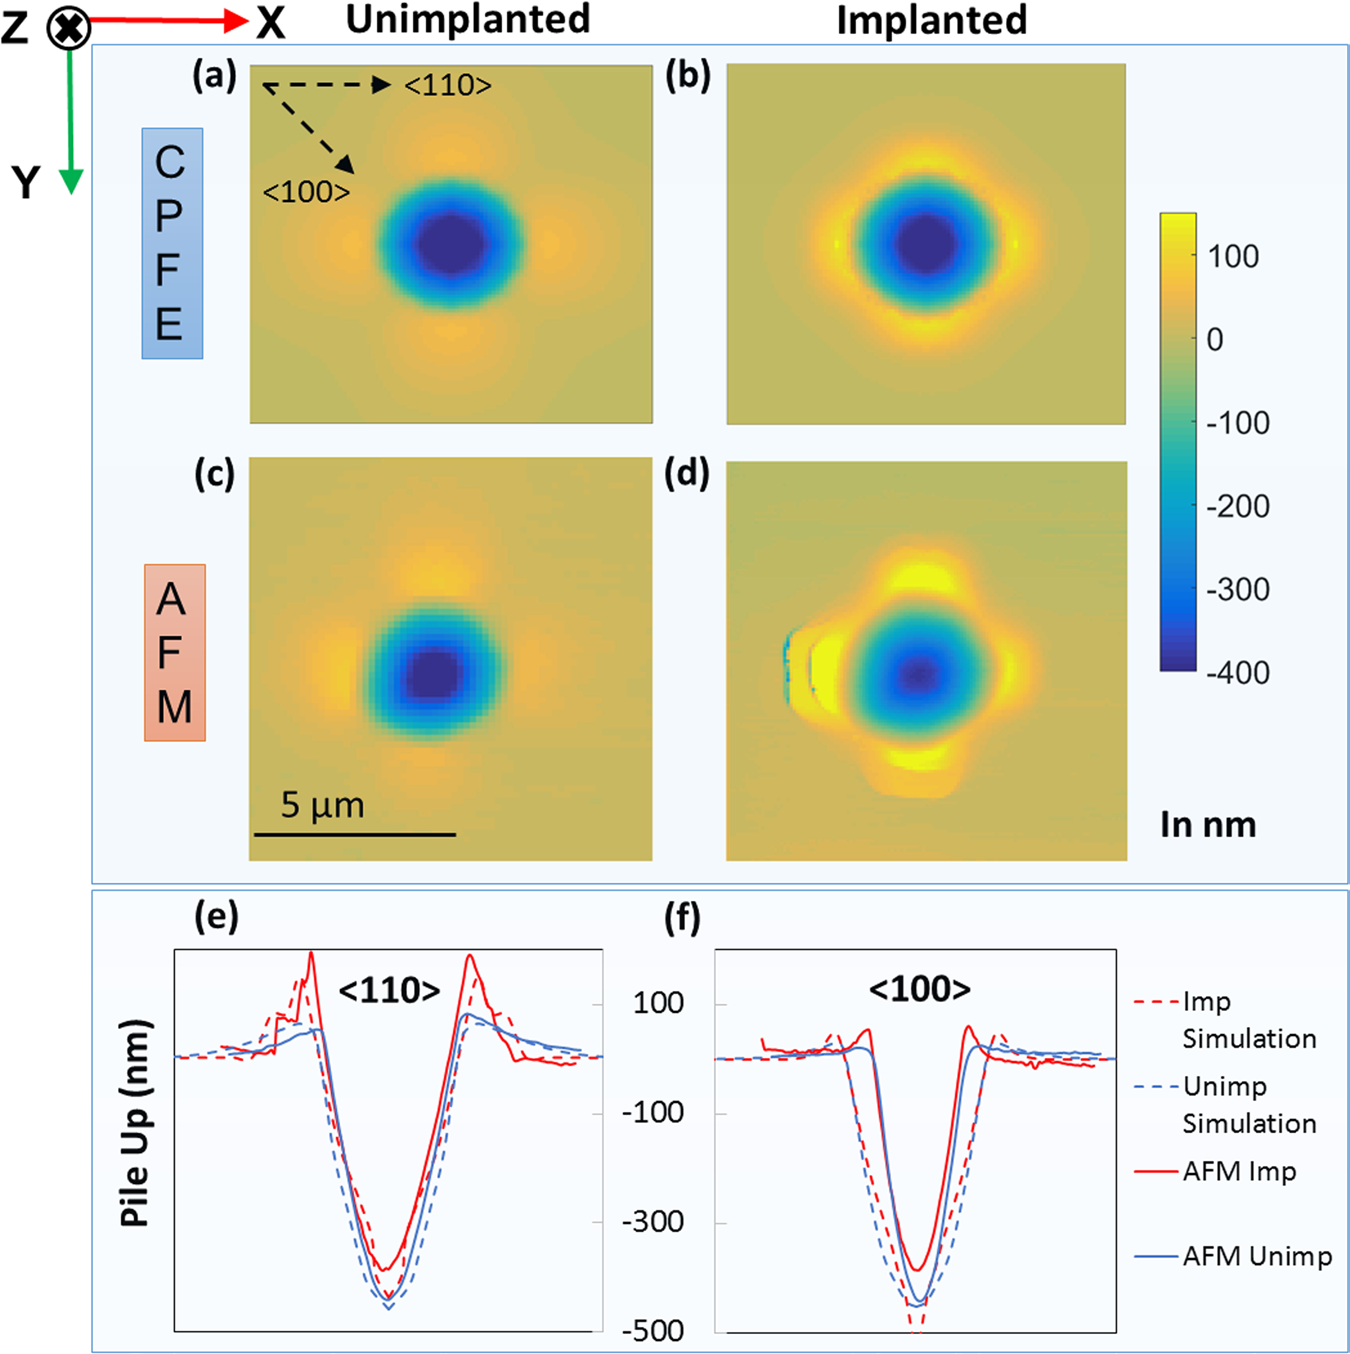 Z X Unimplanted Implanted
Y
(a) (b)
<110>
<100>
C
P
F
E
100
0
-100
-200
-300
-400
In nm
(c) (d)
A
F
M
5 μm
(e) (f)
<110>
<100>
Pile Up (nm)
100
-100
-300
-500
Imp
Simulation
Unimp
Simulation
AFM Imp
AFM Unimp